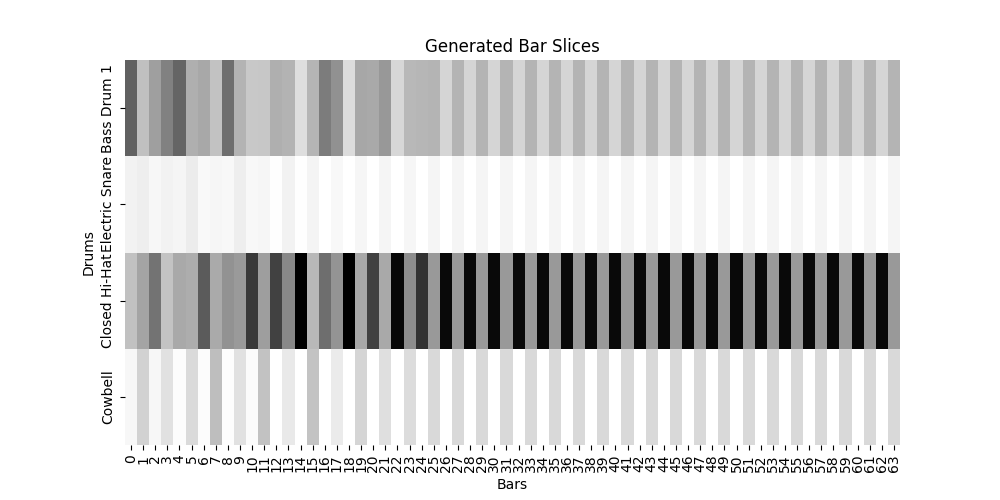 Generated Bar Slices
Drums
Bass Drum 1
Electric Snare
Closed Hi-Hat
Cowbell
0 1 2 3 4 5 6 7 8 9 10 11 12 13 14 15 16 17 18 19 20 21 22 23 24 25 26 27 28 29 30 31 32 33 34 35 36 37 38 39 40 41 42 43 44 45 46 47 48 49 50 51 52 53 54 55 56 57 58 59 60 61 62 63
Bars